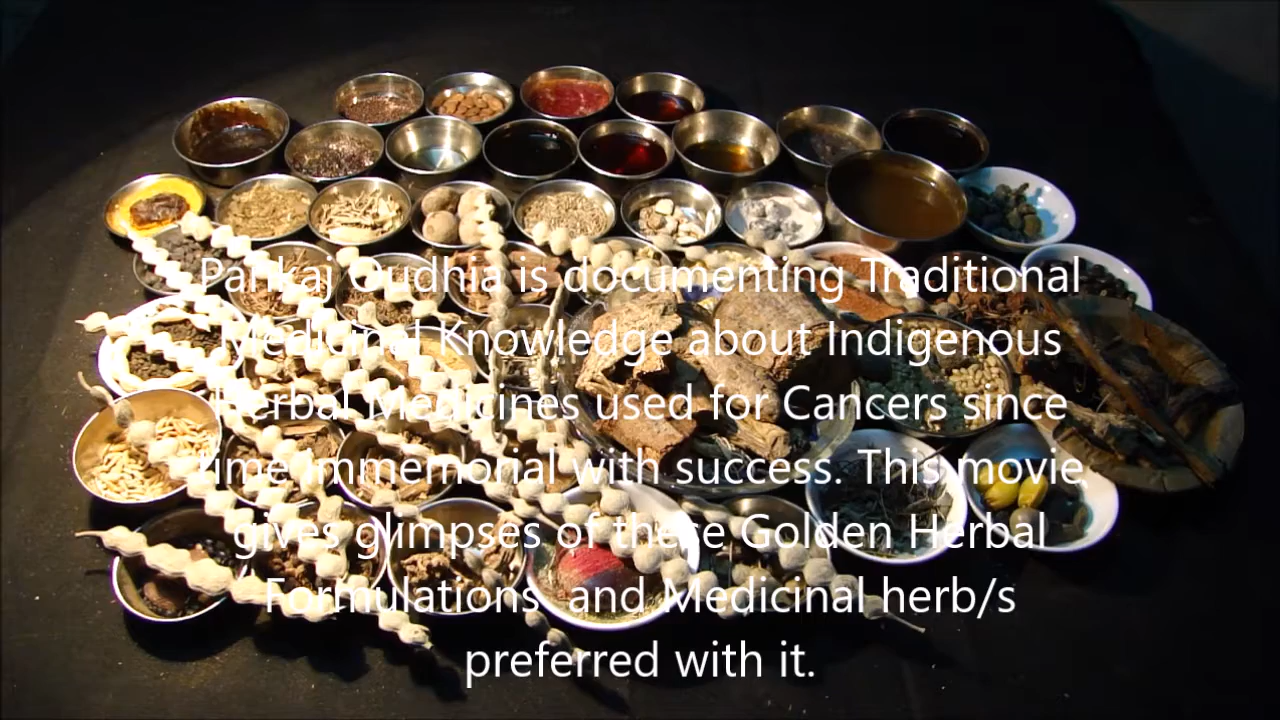 Pankaj Oudhia is documenting Traditional
Medicinal Knowledge about Indigenous
Herbal Medicines used for Cancers since
time immemorial with success. This movie
gives glimpses of these Golden Herbal
Formulations and Medicinal herb/s
preferred with it.